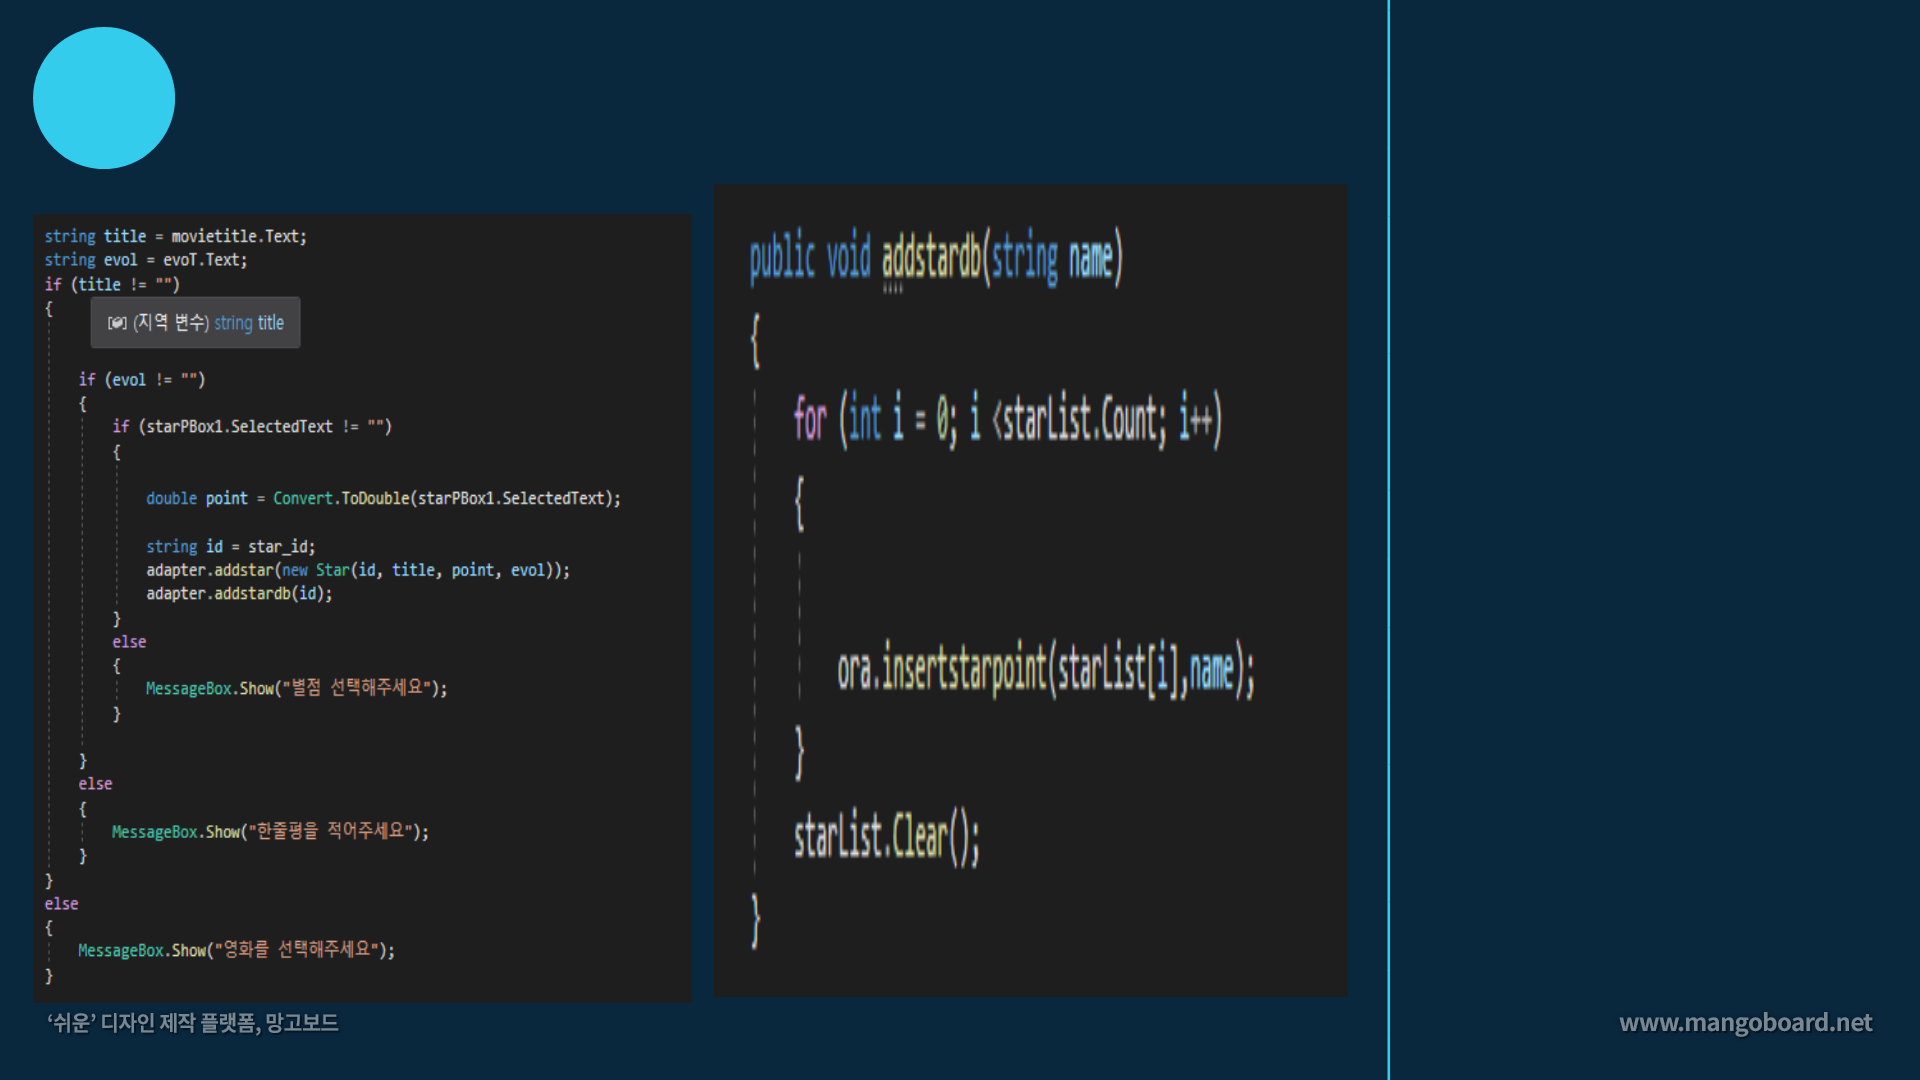 string title = movietitle.Text;
string evol = evoT.Text;
if (title != "")
{
(지역 변수) string title
if (evol != "")
{
if (starPBox1.SelectedText != "")
{
double point = Convert.ToDouble(starPBox1.SelectedText);
string id = star_id;
adapter.addstar(new Star(id, title, point, evol));
adapter.addstardb(id);
}
else
{
MessageBox.Show("별점 선택해주세요");
}
}
else
{
MessageBox.Show("한줄평을 적어주세요");
}
}
else
{
MessageBox.Show("영화를 선택해주세요");
}
public void addstardb(string name)
{
for (int i = 0; i <starList.Count; i++)
{
ora.insertstarpoint(starList[i],name);
}
starList.Clear();
}
‘쉬운’ 디자인 제작 플랫폼, 망고보드
www.mangoboard.net